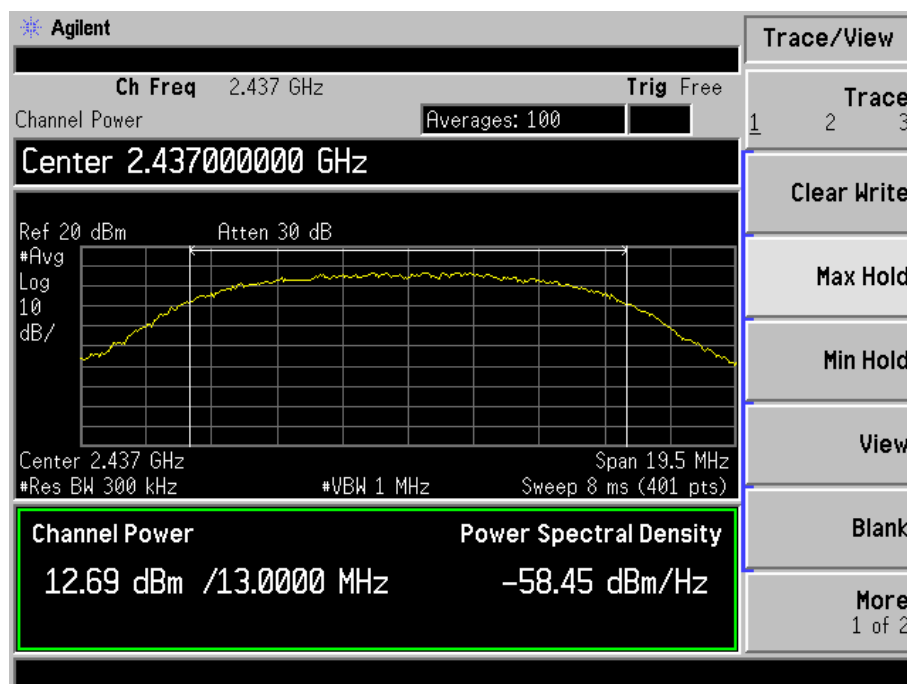 Agilent
Ch Freq 2.437 GHz Trig Free
Channel Power Averages: 100
Center 2.437000000 GHz
Ref 20 dBm Atten 30 dB
#Avg
Log
10
dB/
Center 2.437 GHz Span 19.5 MHz
#Res BW 300 kHz #VBW 1 MHz Sweep 8 ms (401 pts)
Channel Power Power Spectral Density
12.69 dBm /13.0000 MHz -58.45 dBm/Hz
Trace/View
Trace
1 2 3
Clear Write
Max Hold
Min Hold
View
Blank
More
1 of 2